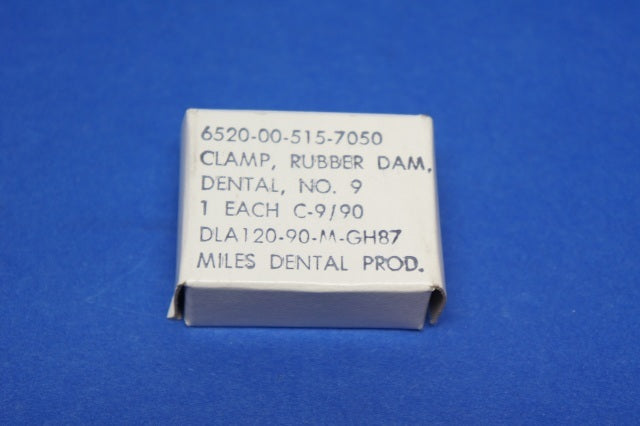 6520-00-515-7050
CLAMP, RUBBER DAM,
DENTAL, NO. 9
1 EACH C-9/90
DLA120-90-M-GH87
MILES DENTAL PROD.